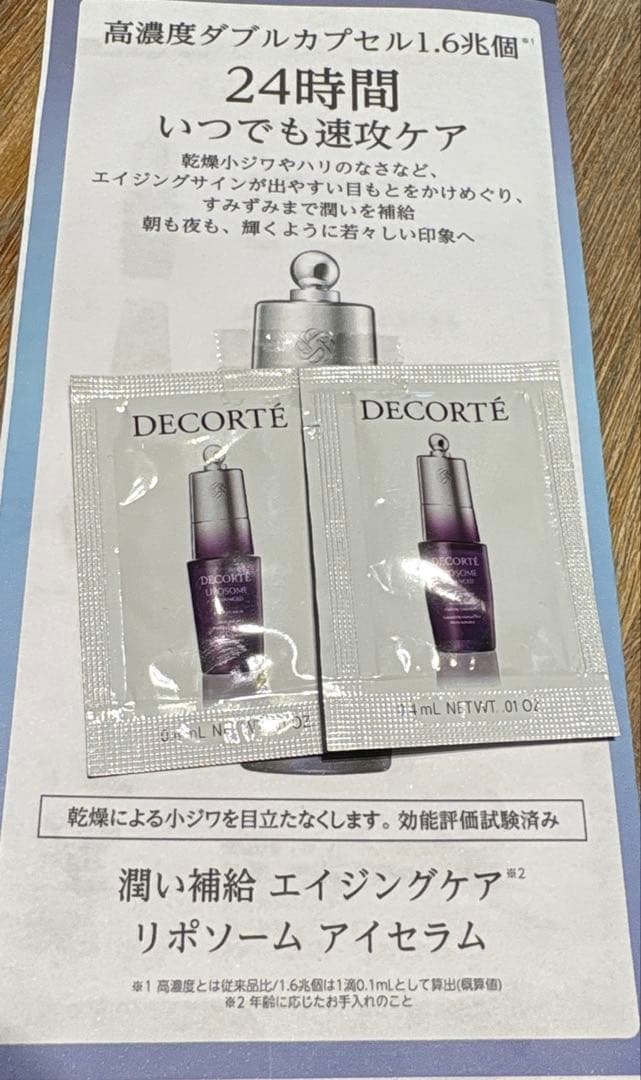 高濃度ダブルカプセル1.6兆個※1
24時間
いつでも速攻ケア
乾燥小ジワやハリのなさなど、
エイジングサインが出やすい目もとをかけめぐり、
すみずみまで潤いを補給
朝も夜も、輝くように若々しい印象へ
DECORTÉ
DECORTÉ
LIPOSOME
ADVANCED
DECORTÉ
DECORTÉ
LIPOSOME
ADVANCED
0.4mL NET WT. .01 OZ
乾燥による小ジワを目立たなくします。効能評価試験済み
潤い補給 エイジングケア※2
リポソーム アイセラム
※1 高濃度とは従来品比/1.6兆個は1滴0.1mLとして算出(概算値)
※2 年齢に応じたお手入れのこと